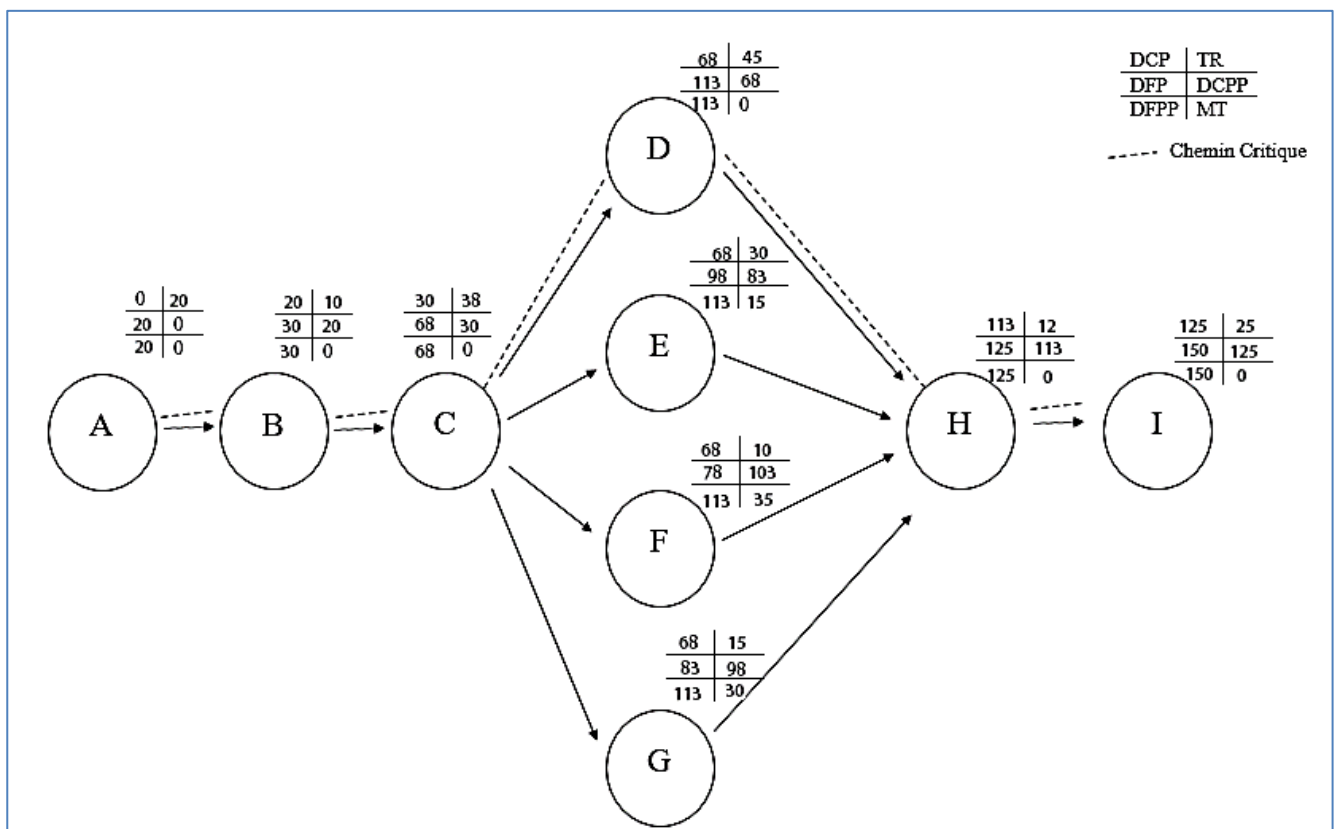 68 45
113 68
113 0
DCP TR
DFP DCPP
DFPP MT
Chemin Critique
D
68 30
98 83
113 15
E
0 20
20 0
20 0
20 10
30 20
30 0
30 38
68 30
68 0
113 12
125 113
125 0
125 25
150 125
150 0
A
B
C
H
I
68 10
78 103
113 35
F
68 15
83 98
113 30
G